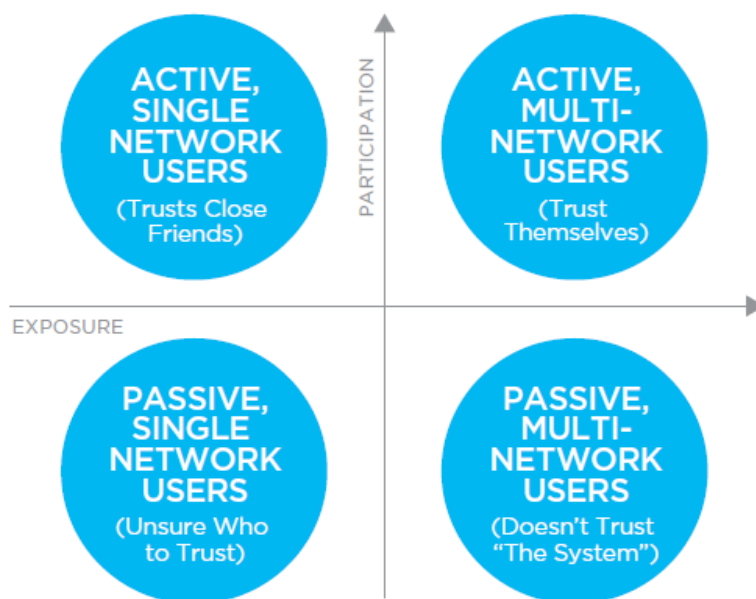 ACTIVE,
SINGLE
NETWORK
USERS
(Trusts Close
Friends)
PARTICIPATION
ACTIVE,
MULTI-
NETWORK
USERS
(Trust
Themselves)
EXPOSURE
PASSIVE,
SINGLE
NETWORK
USERS
(Unsure Who
to Trust)
PASSIVE,
MULTI-
NETWORK
USERS
(Doesn't Trust
"The System")